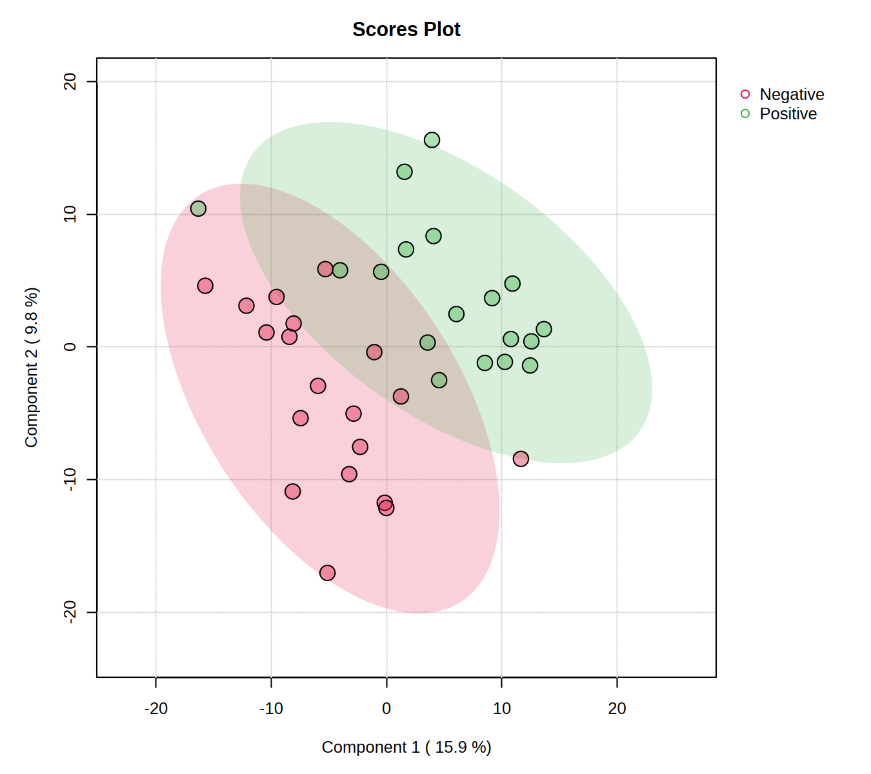 Scores Plot
Negative
Positive
20
10
0
-10
-20
Component 2 ( 9.8 %)
-20
-10
0
10
20
Component 1 ( 15.9 %)